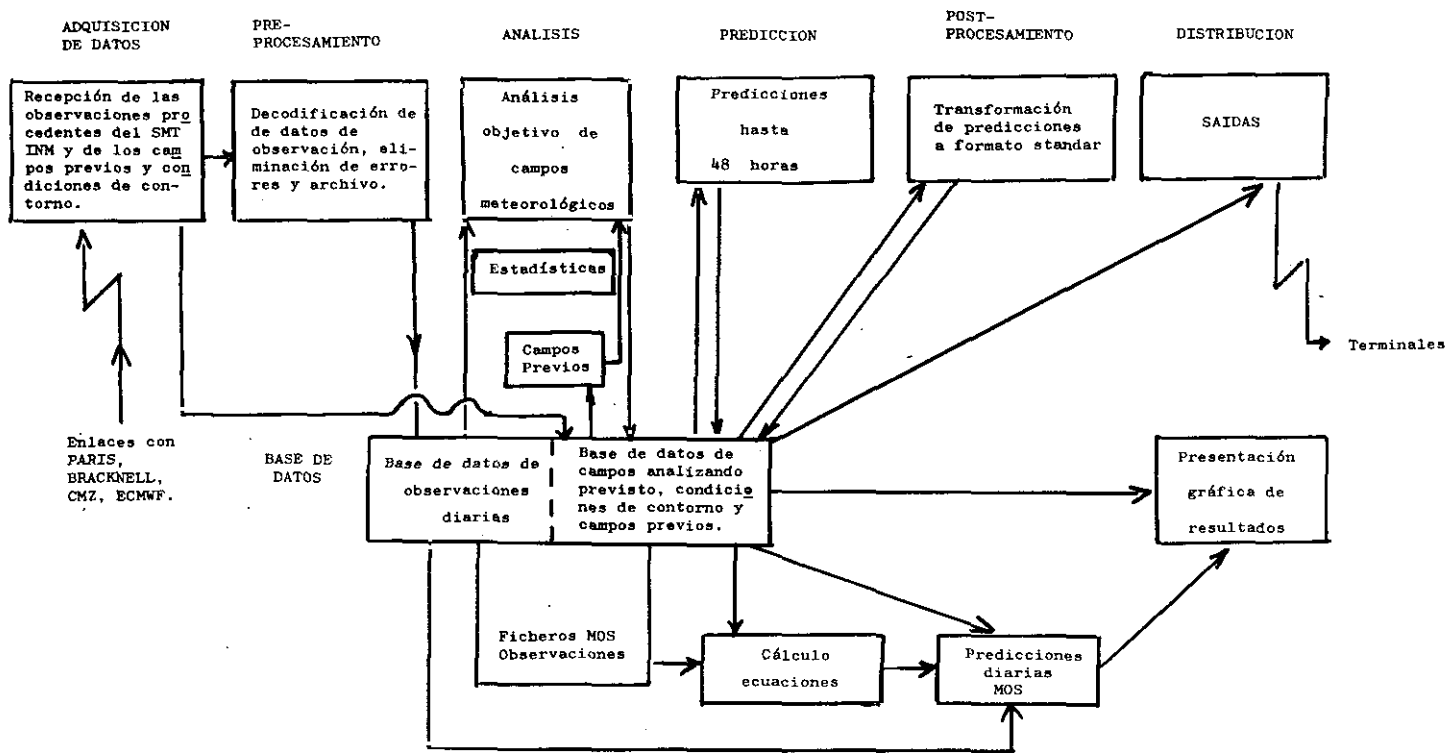 ADQUISICION
DE DATOS
PRE-
PROCESAMIENTO
ANALISIS
PREDICCION
POST-
PROCESAMIENTO
DISTRIBUCION
Recepción de las
observaciones pro
cedentes del SMT
INM y de los cam
pos previos y con
diciones de con-
torno.
Decodificación de
de datos de
observación, eli-
minación de erro-
res y archivo.
Análisis
objetivo de
campos
meteorológicos
Predicciones
hasta
48 horas
Transformación
de predicciones
a formato standar
SAIDAS
Estadísticas
Campos
Previos
Terminales
Enlaces con
PARIS,
BRACKNELL,
CMZ, ECMWF.
BASE DE
DATOS
Base de datos de
observaciones
diarias
Base de datos de
campos analizando
previsto, condicio
nes de contorno y
campos previos.
Presentación
gráfica de
resultados
Ficheros MOS
Observaciones
Cálculo
ecuaciones
Predicciones
diarias
MOS